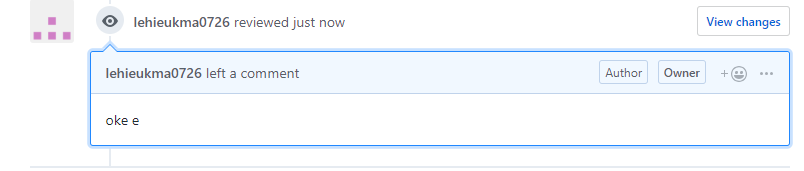 lehieukma0726 reviewed just now
View changes
lehieukma0726 left a comment
Author
Owner
oke e